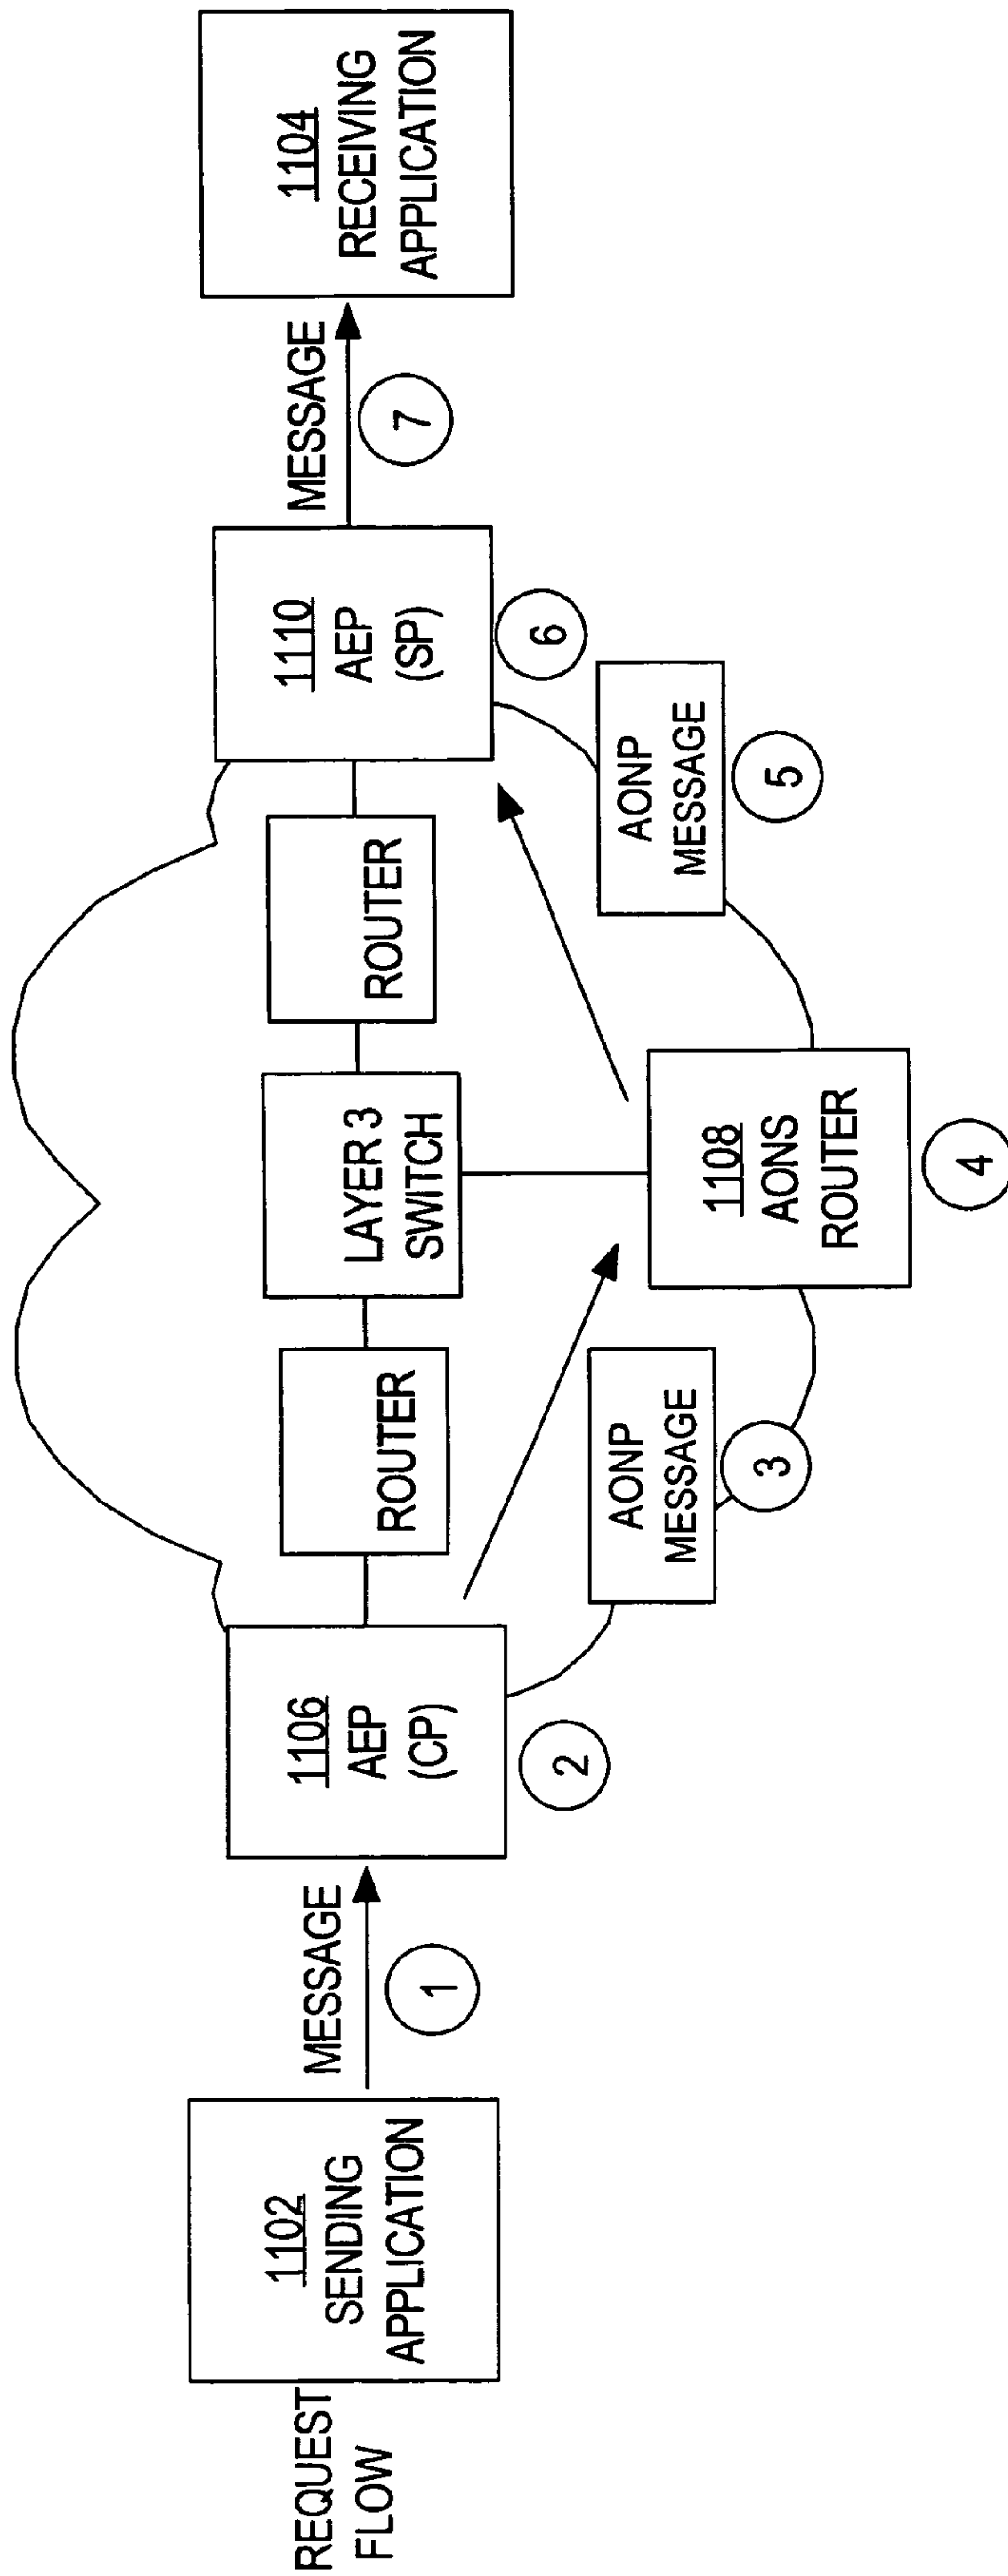 REQUEST
FLOW
1102
SENDING
APPLICATION
MESSAGE
1
1106
AEP
(CP)
2
ROUTER
AONP
MESSAGE
3
LAYER 3
SWITCH
1108
AONS
ROUTER
4
ROUTER
AONP
MESSAGE
5
1110
AEP
(SP)
6
MESSAGE
7
1104
RECEIVING
APPLICATION